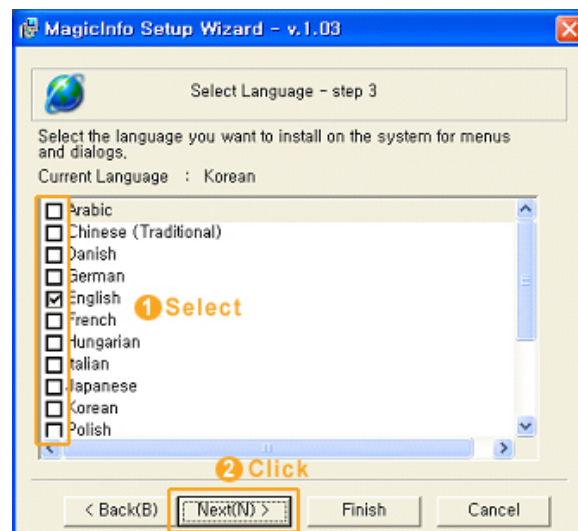 MagicInfo Setup Wizard - v.1.03
Select Language - step 3
Select the language you want to install on the system for menus
and dialogs.
Current Language : Korean
Arabic
Chinese (Traditional)
Danish
German
English
1 Select
French
Hungarian
Italian
Japanese
Korean
Polish
2 Click
< Back(B)
Next(N) >
Finish
Cancel